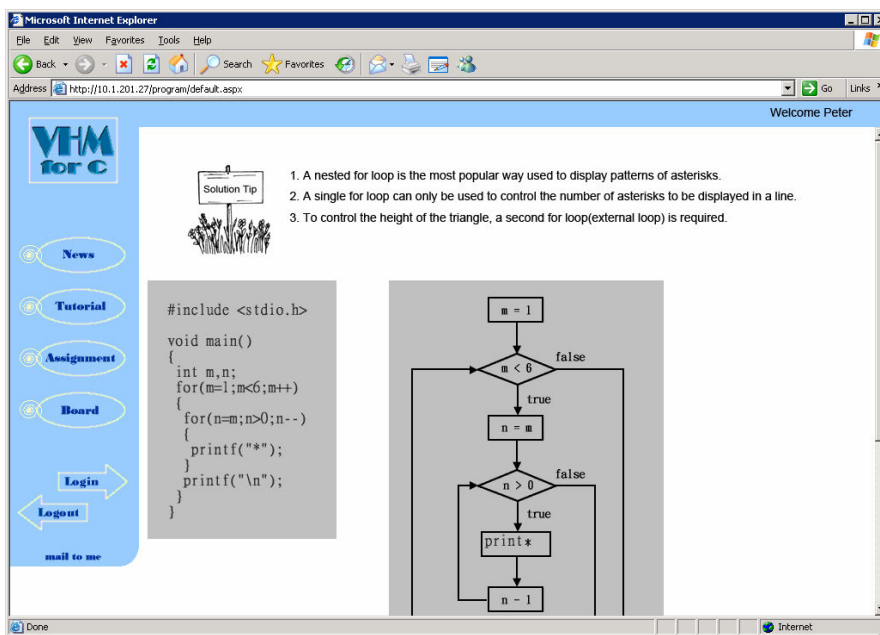 Microsoft Internet Explorer
File Edit View Favorites Tools Help
Back Search Favorites
Address http://10.1.201.27/program/default.aspx Go Links
Welcome Peter
VHM
for C
News
Tutorial
Assignment
Board
Login
Logout
mail to me
Solution Tip
1. A nested for loop is the most popular way used to display patterns of asterisks.
2. A single for loop can only be used to control the number of asterisks to be displayed in a line.
3. To control the height of the triangle, a second for loop(external loop) is required.
#include <stdio.h>
void main()
{
int m,n;
for(m=1;m<6;m++)
{
for(n=m;n>0;n--)
{
printf("*");
}
printf("\n");
}
}
m = 1
m < 6
false
true
n = m
n > 0
false
true
print*
n - 1
Done Internet